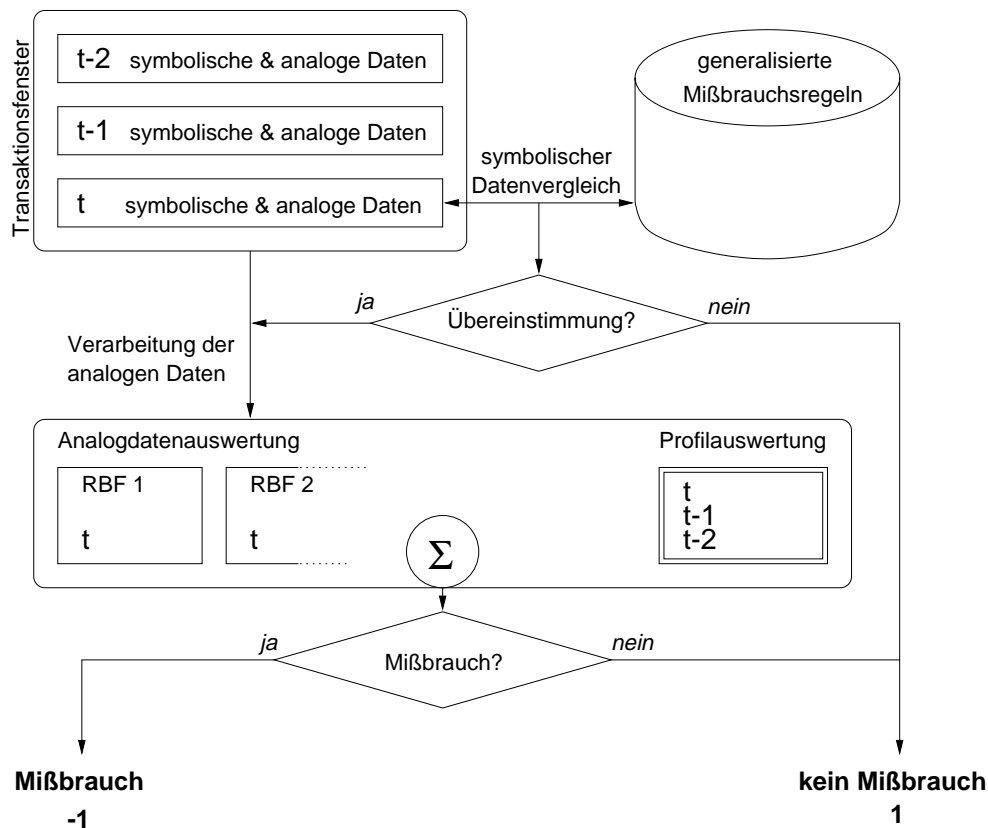 Transaktionsfenster
t-2 symbolische & analoge Daten
t-1 symbolische & analoge Daten
t symbolische & analoge Daten
generalisierte
Mißbrauchsregeln
symbolischer
Datenvergleich
ja
Übereinstimmung?
nein
Verarbeitung der
analogen Daten
Analogdatenauswertung
Profilauswertung
RBF 1
t
RBF 2
t
Σ
t
t-1
t-2
ja
Mißbrauch?
nein
Mißbrauch
-1
kein Mißbrauch
1